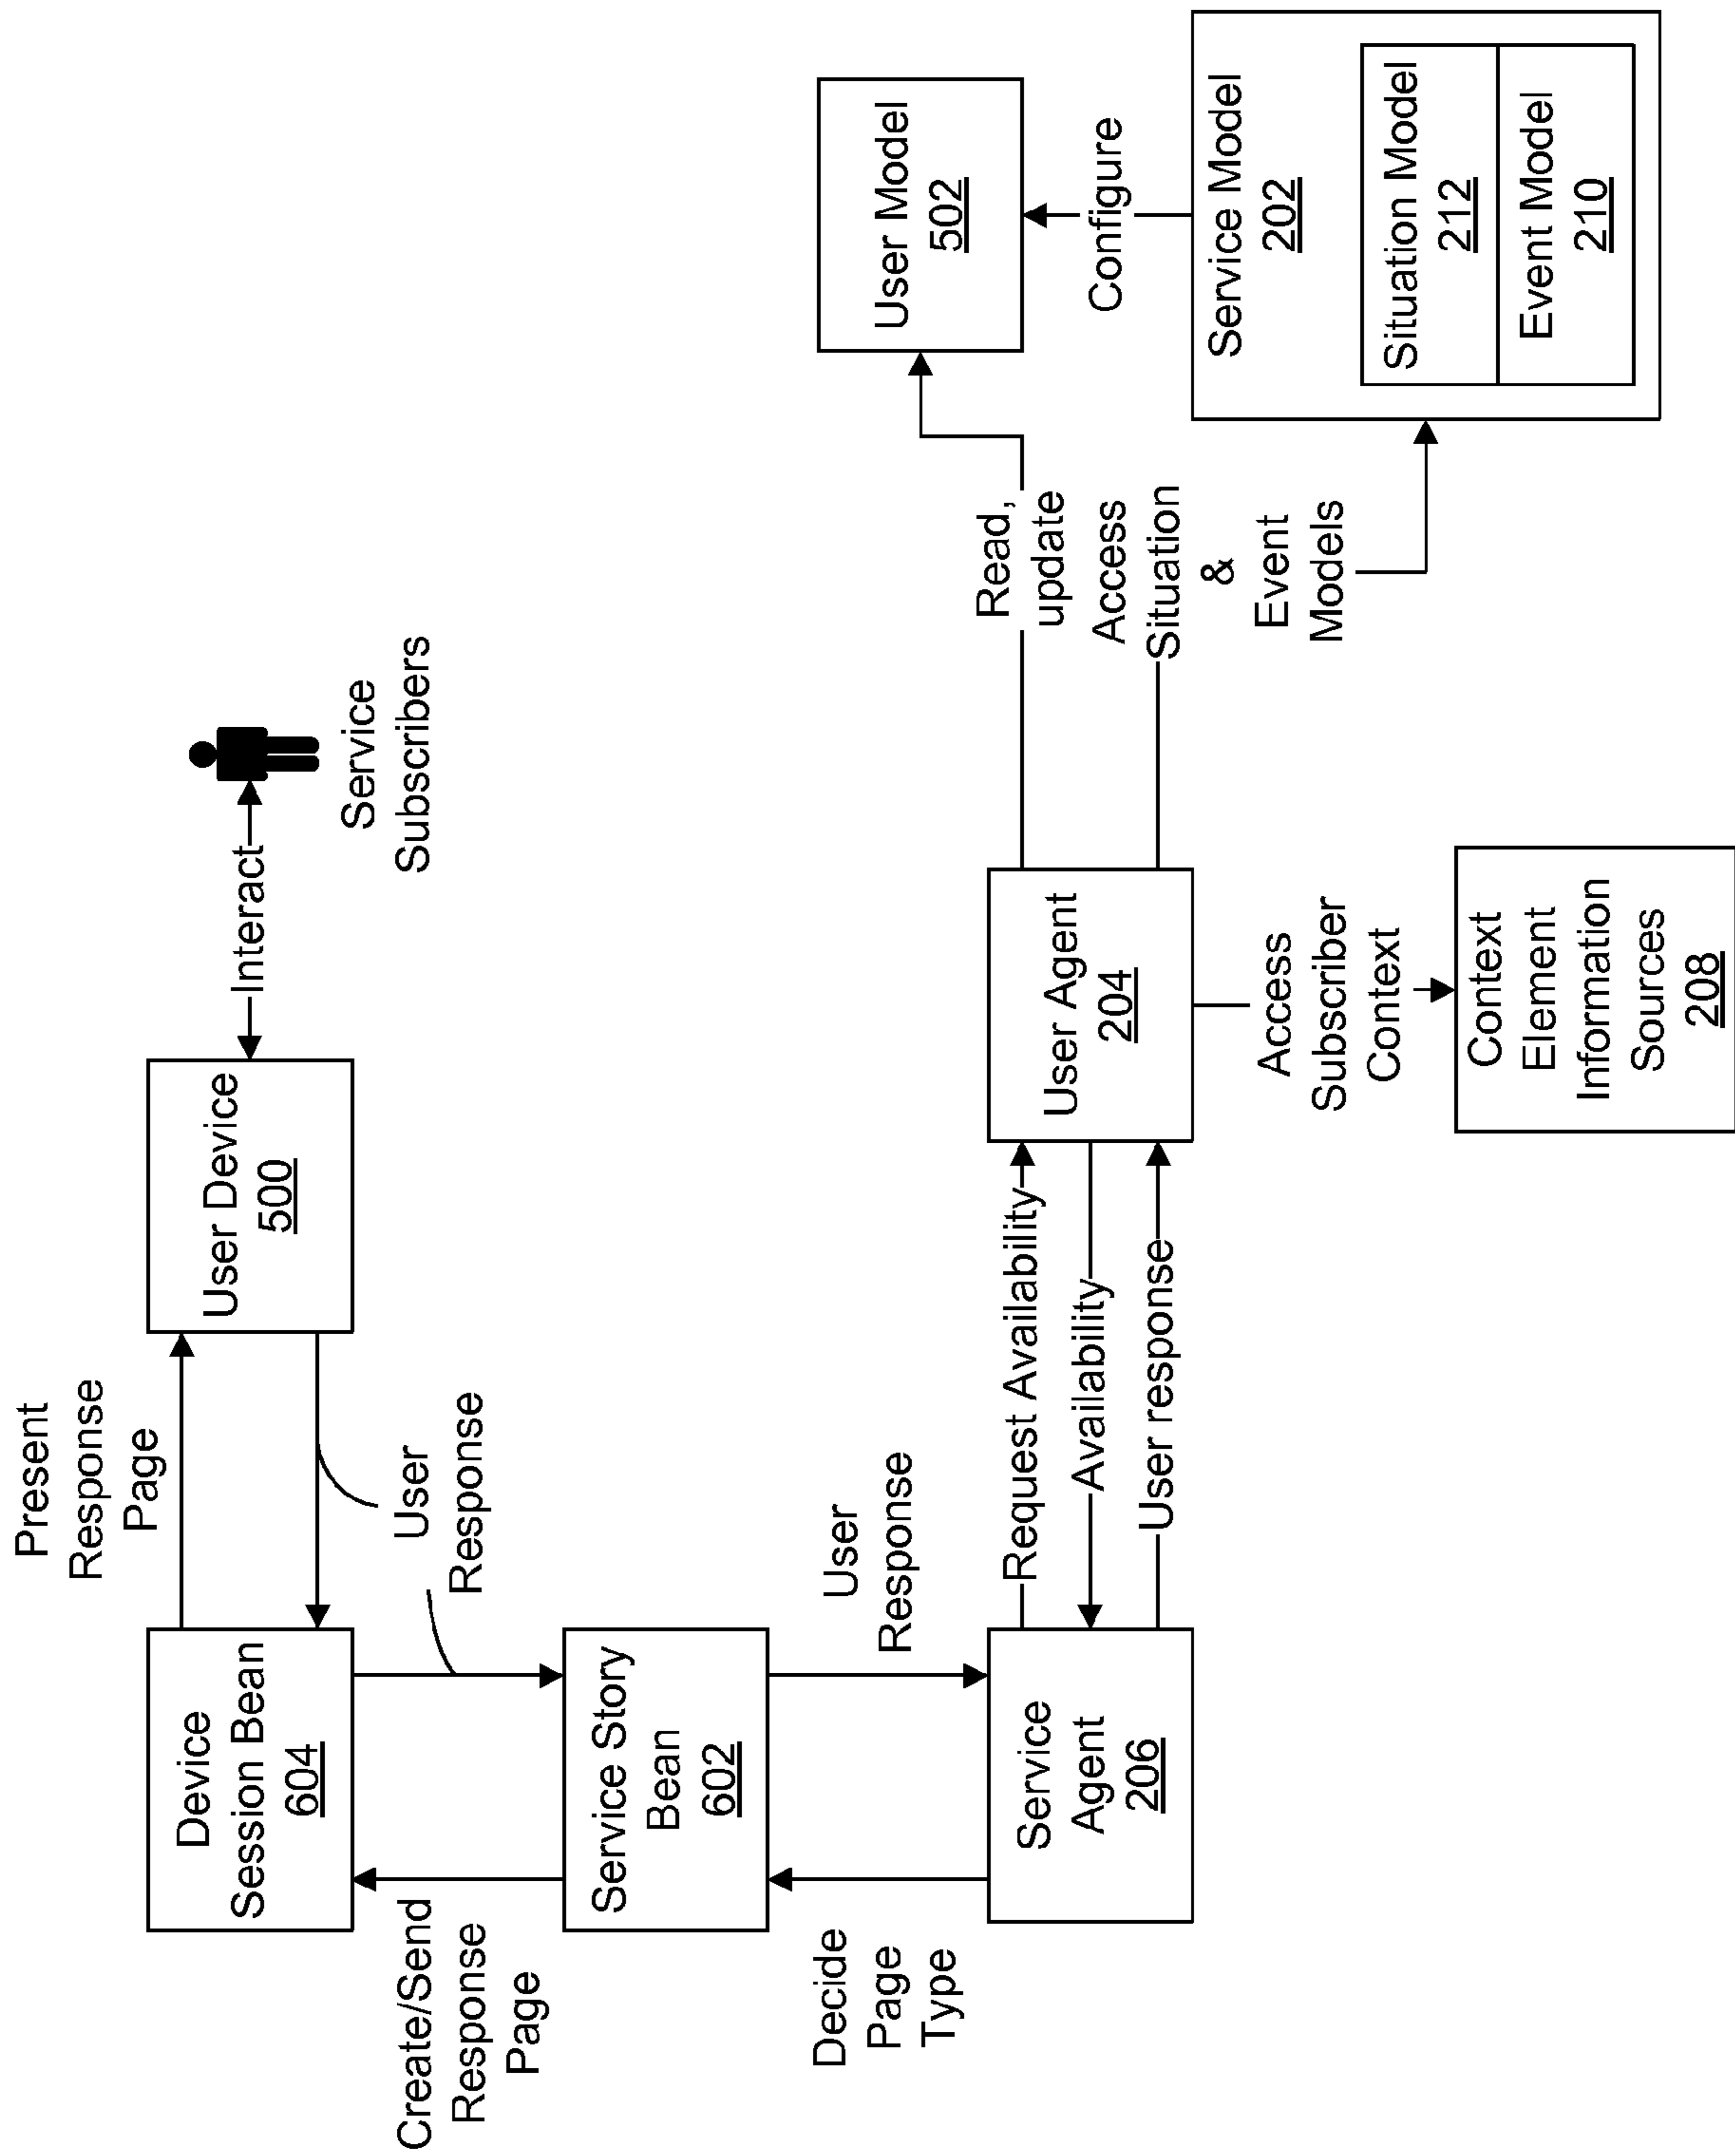 Present
Response
Page
Device
Session Bean
604
User Device
500
Interact
Service
Subscribers
User
Response
Create/Send
Response
Page
Service Story
Bean
602
User
Response
Decide
Page
Type
Service
Agent
206
Request Availability
Availability
User response
User Agent
204
Read,
update
Access
Situation
&
Event
Models
Access
Subscriber
Context
Context
Element
Information
Sources
208
User Model
502
Configure
Service Model
202
Situation Model
212
Event Model
210